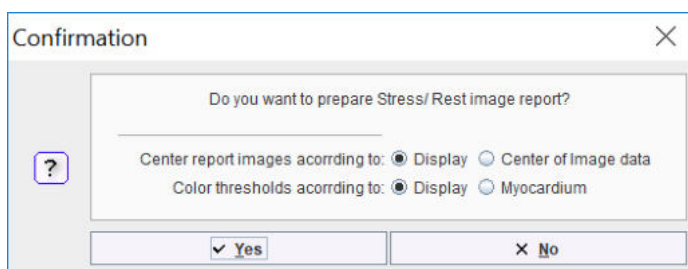 Confirmation
Do you want to prepare Stress/ Rest image report?
?
Center report images acorrding to: Display Center of Image data
Color thresholds acorrding to: Display Myocardium
Yes No